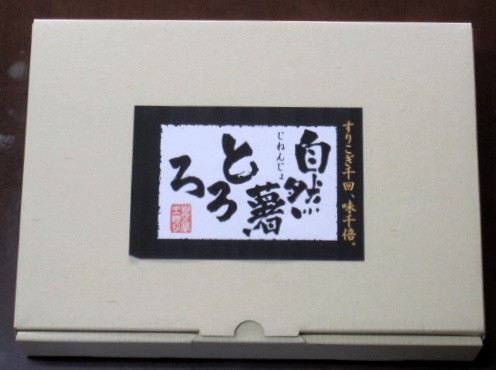 すりこぎ千回、味千倍。
自然薯
じねんじょ
とろろ